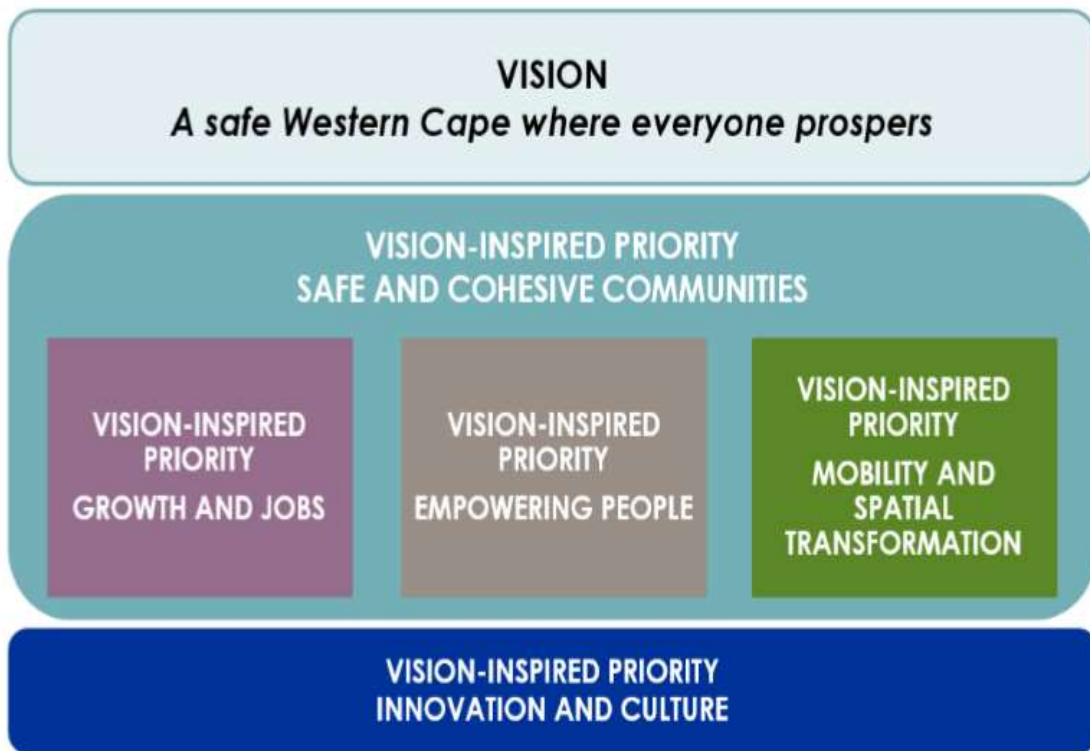 VISION
A safe Western Cape where everyone prospers
VISION-INSPIRED PRIORITY
SAFE AND COHESIVE COMMUNITIES
VISION-INSPIRED
PRIORITY
GROWTH AND JOBS
VISION-INSPIRED
PRIORITY
EMPOWERING PEOPLE
VISION-INSPIRED
PRIORITY
MOBILITY AND
SPATIAL
TRANSFORMATION
VISION-INSPIRED PRIORITY
INNOVATION AND CULTURE